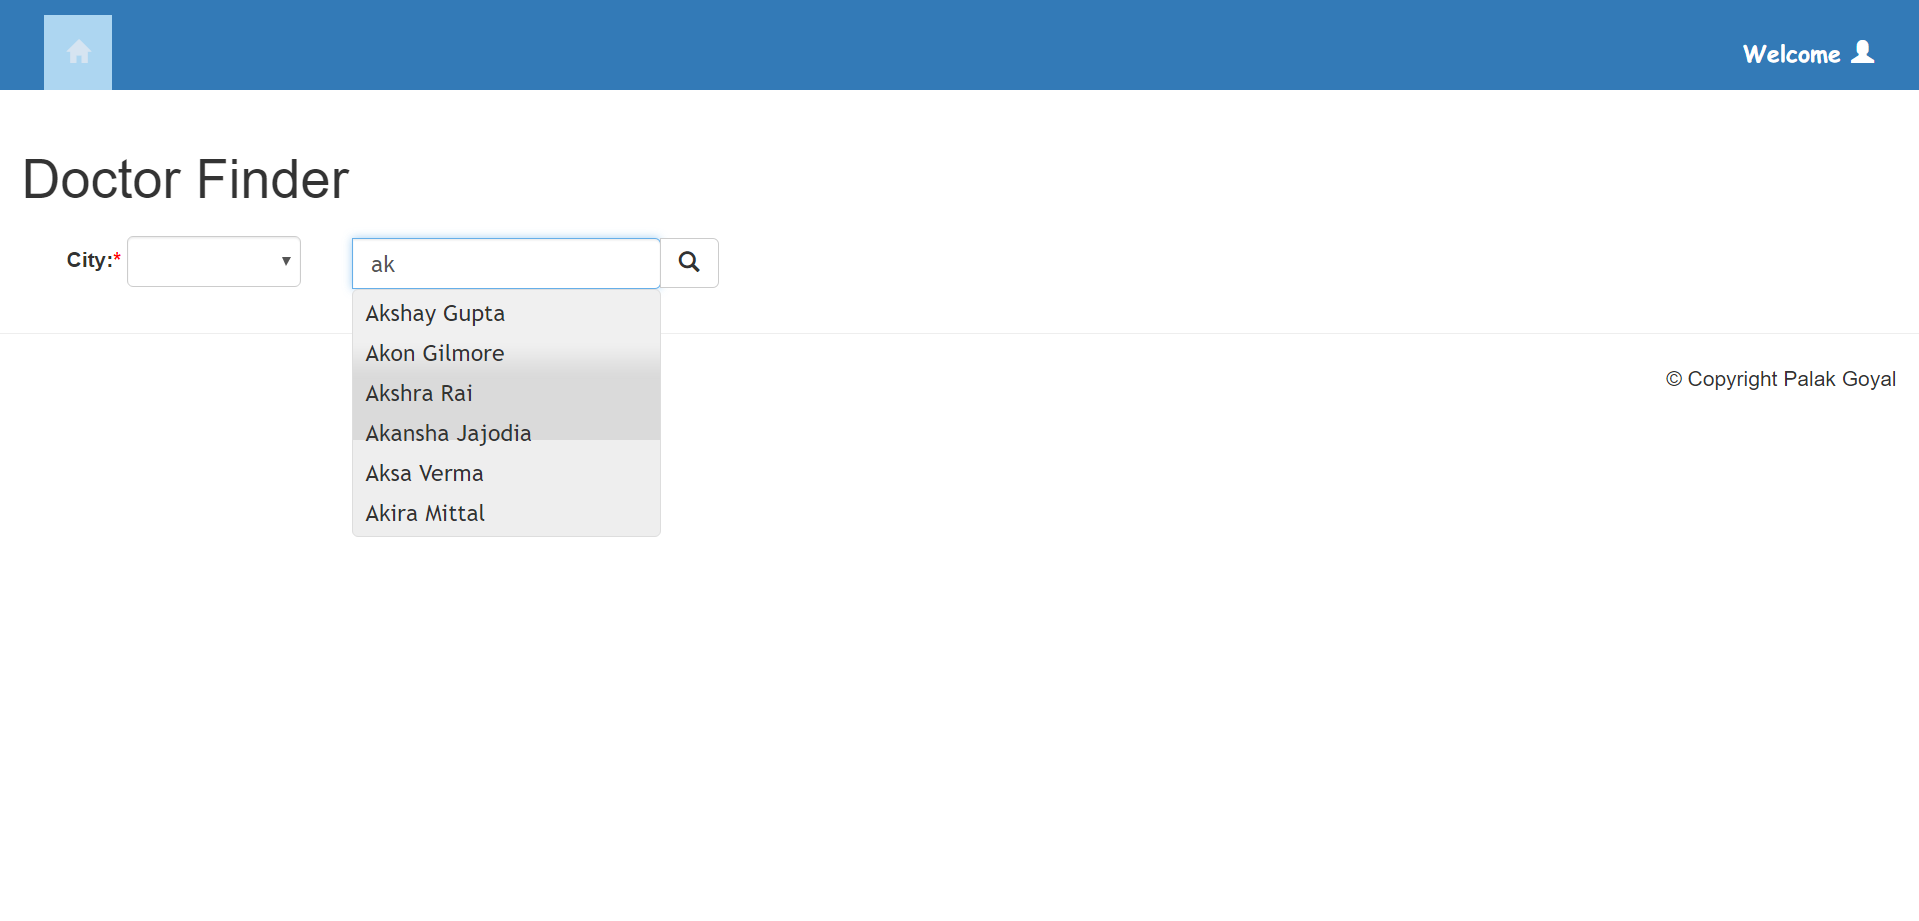 Welcome
Doctor Finder
City:*
ak
Akshay Gupta
Akon Gilmore
Akshra Rai
Akansha Jajodia
Aksa Verma
Akira Mittal
© Copyright Palak Goyal